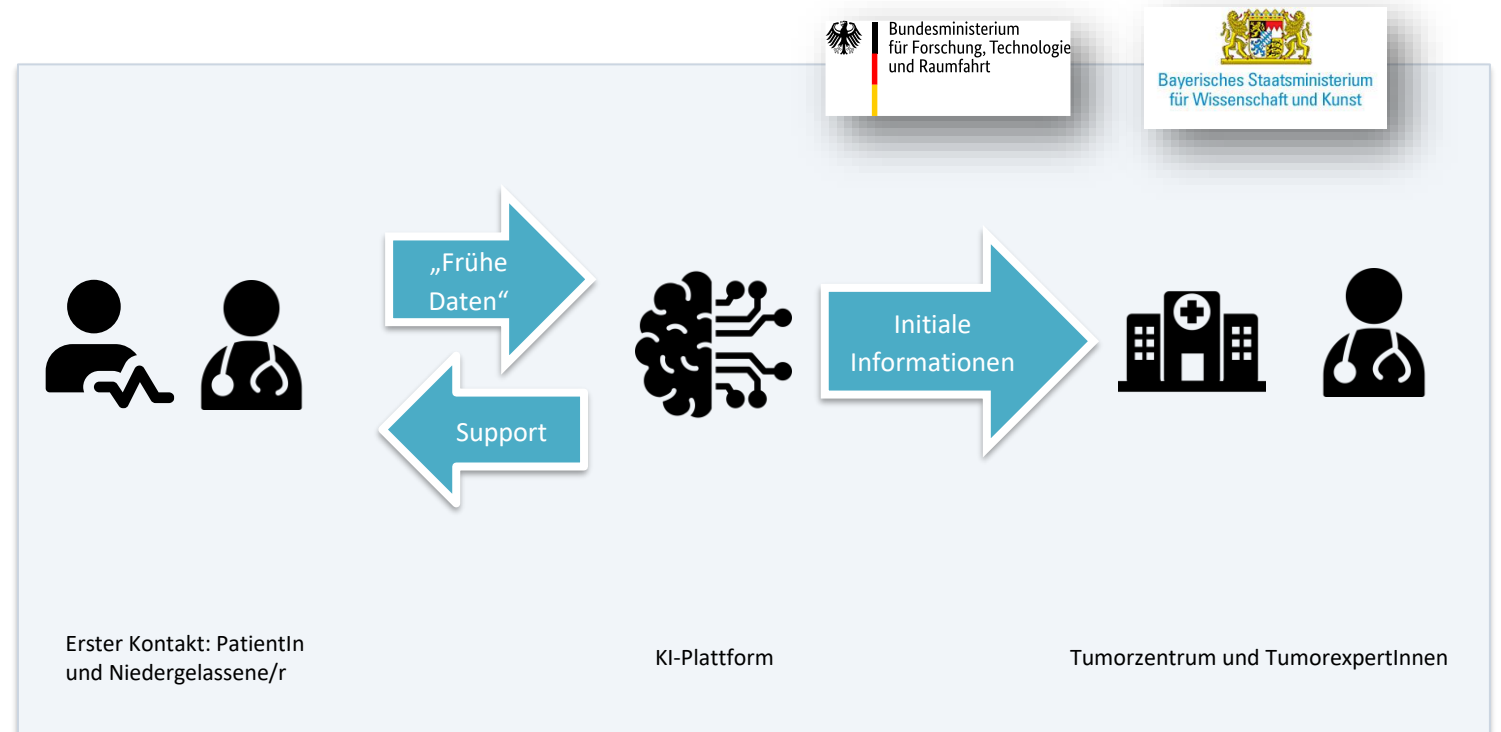 Bundesministerium
für Forschung, Technologie
und Raumfahrt
Bayerisches Staatsministerium
für Wissenschaft und Kunst
„Frühe
Daten“
Support
Initiale
Informationen
Erster Kontakt: PatientIn
und Niedergelassene/r
KI-Plattform
Tumorzentrum und TumorexpertInnen